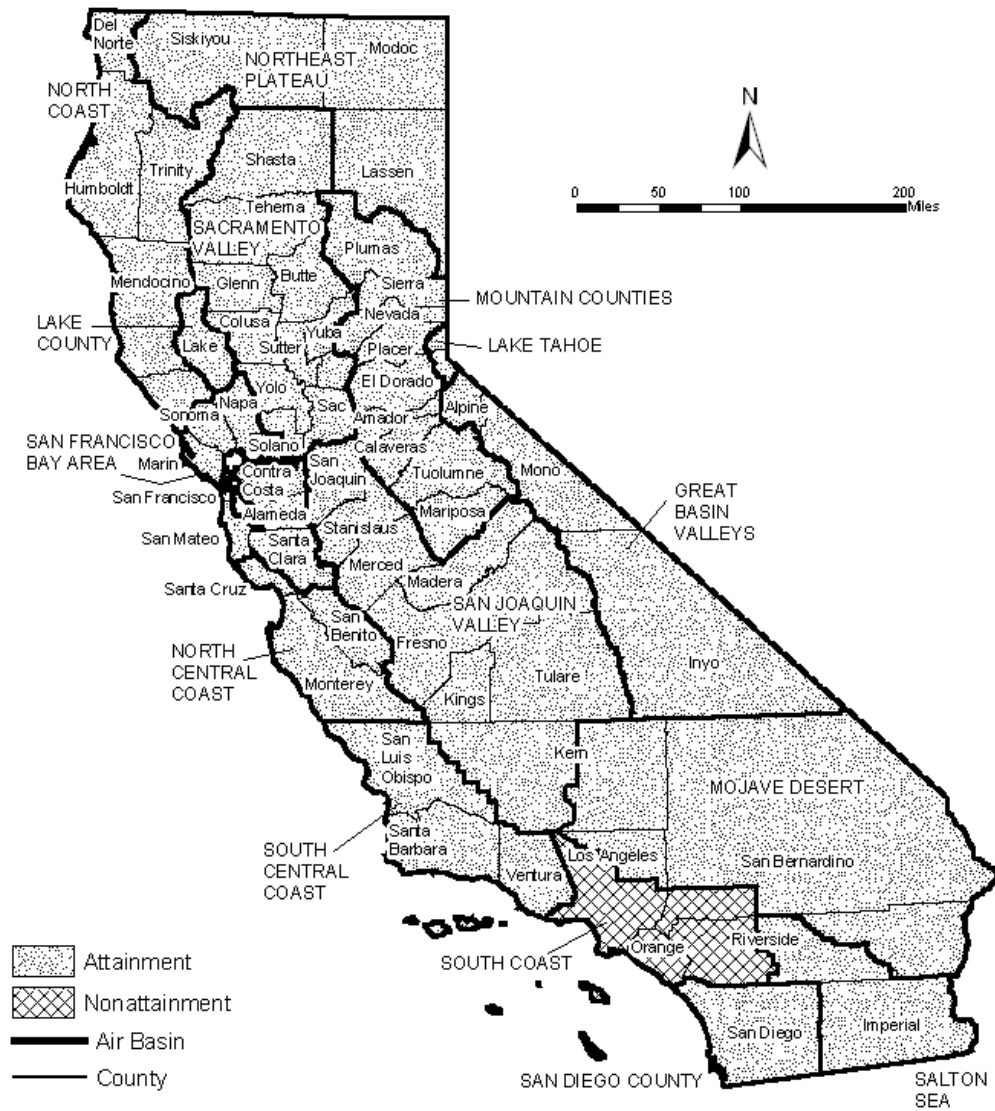 Del
Norte
Siskiyou
Modoc
NORTHEAST
PLATEAU
NORTH
COAST
N
Trinity
Shasta
Lassen
Humboldt
0 50 100 200
Miles
Tehema
SACRAMENTO
VALLEY
Plumas
Mendocino
Glenn
Butte
Sierra
MOUNTAIN COUNTIES
Nevada
LAKE
COUNTY
Colusa
Yuba
Lake
Sutter
Placer
LAKE TAHOE
Yolo
El Dorado
Napa
Sac
Alpine
Sonoma
Amador
SAN FRANCISCO
BAY AREA
Solano
Calaveras
Marin
San
Joaquin
Contra
Costa
Tuolumne
Mono
San Francisco
GREAT
BASIN
VALLEYS
Alameda
Mariposa
Stanislaus
San Mateo
Santa
Clara
Merced
Madera
Santa Cruz
SAN JOAQUIN
VALLEY
San
Benito
Fresno
NORTH
CENTRAL
COAST
Inyo
Monterey
Kings
Tulare
San
Luis
Obispo
Kern
MOJAVE DESERT
Santa
Barbara
SOUTH
CENTRAL
COAST
Los Angeles
San Bernardino
Ventura
Attainment
Nonattainment
Air Basin
County
SOUTH COAST
Orange
Riverside
San Diego
Imperial
SAN DIEGO COUNTY
SALTON
SEA